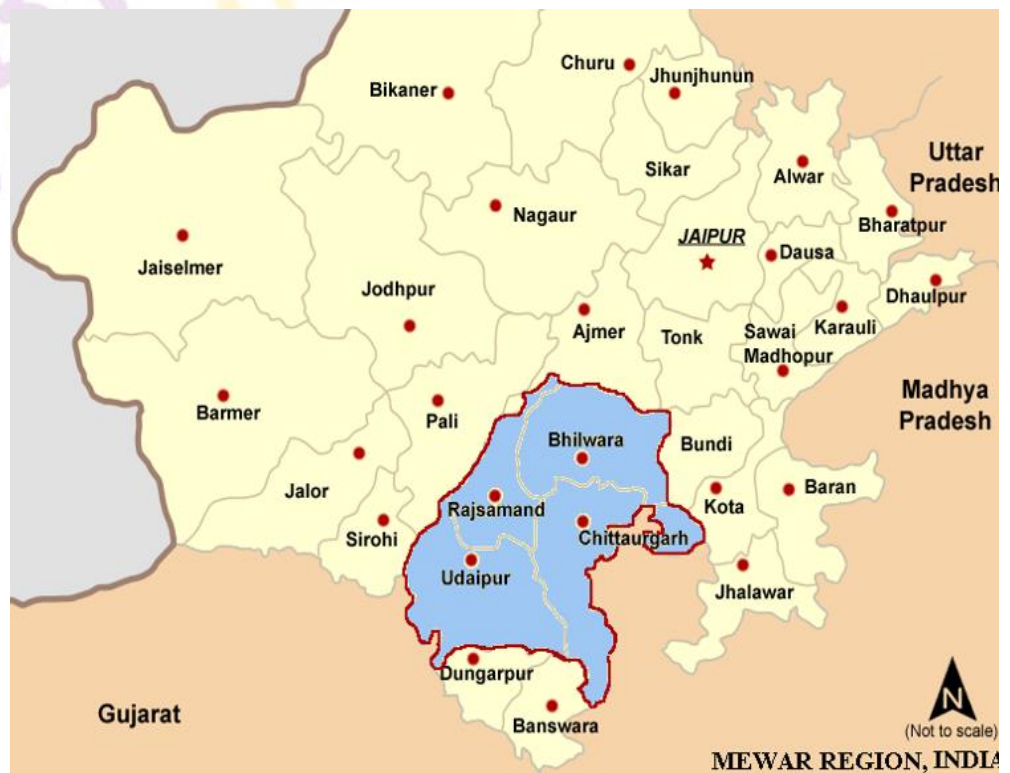 Churu
Jhunjhunun
Bikaner
Uttar
Pradesh
Sikar
Alwar
Nagaur
Bharatpur
JAIPUR
Dausa
Jaiselmer
Jodhpur
Dhaulpur
Ajmer
Tonk
Sawai
Madhopur
Karauli
Madhya
Pradesh
Barmer
Pali
Bhilwara
Bundi
Jalor
Rajsamand
Kota
Baran
Sirohi
Chittaurgarh
Udaipur
Jhalawar
Dungarpur
Gujarat
Banswara
N
(Not to scale)
MEWAR REGION, INDIA